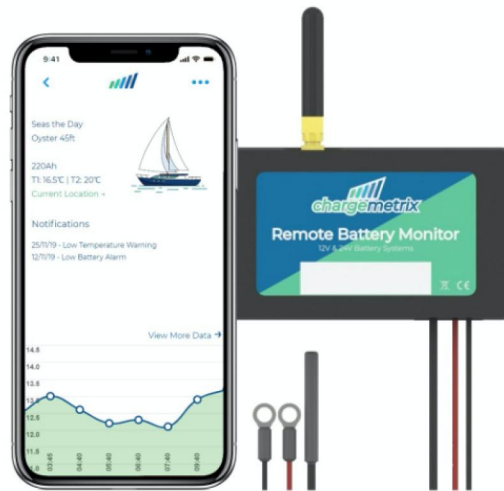 9:41
Seas the Day
Oyster 45ft
220Ah
T1: 16.5℃ | T2: 20℃
Current Location +
Notifications
25/11/19 - Low Temperature Warning
12/11/19 - Low Battery Alarm
View More Data →
14.5
14.0
13.5
13.0
12.5
12.0
11.5
03:45 04:40 05:40 06:40 07:40 09:40
chargemetrix
Remote Battery Monitor
12V & 24V Battery Systems
CE